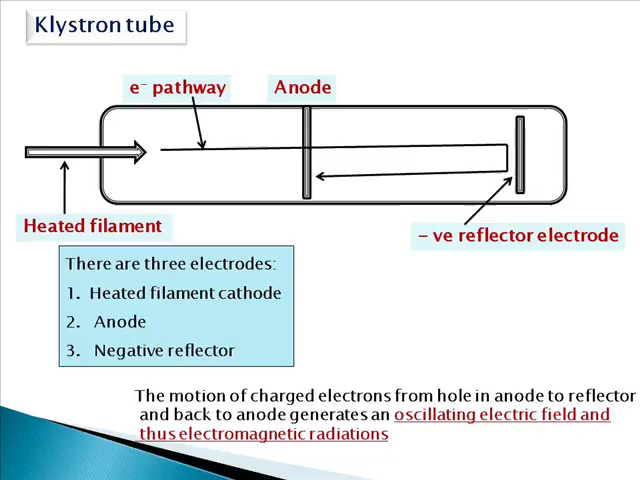 Klystron tube
e⁻ pathway
Anode
Heated filament
– ve reflector electrode
There are three electrodes:
1. Heated filament cathode
2. Anode
3. Negative reflector
The motion of charged electrons from hole in anode to reflector
and back to anode generates an oscillating electric field and
thus electromagnetic radiations